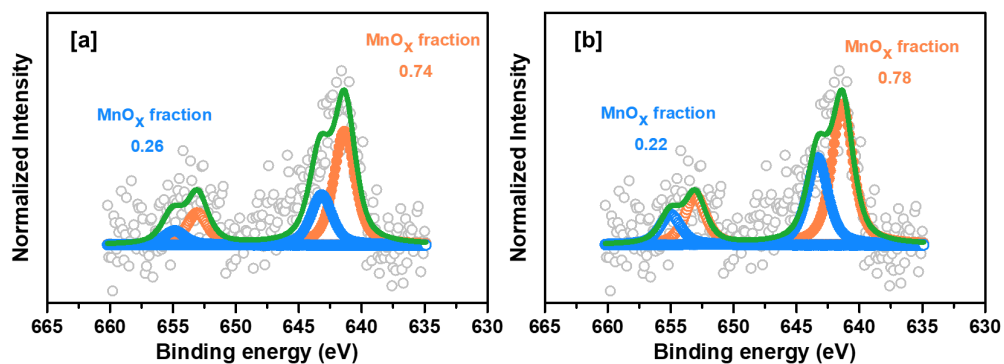 [a]
MnOx fraction
0.74
MnOx fraction
0.26
Normalized Intensity
665 660 655 650 645 640 635 630
Binding energy (eV)
[b]
MnOx fraction
0.78
MnOx fraction
0.22
Normalized Intensity
665 660 655 650 645 640 635 630
Binding energy (eV)